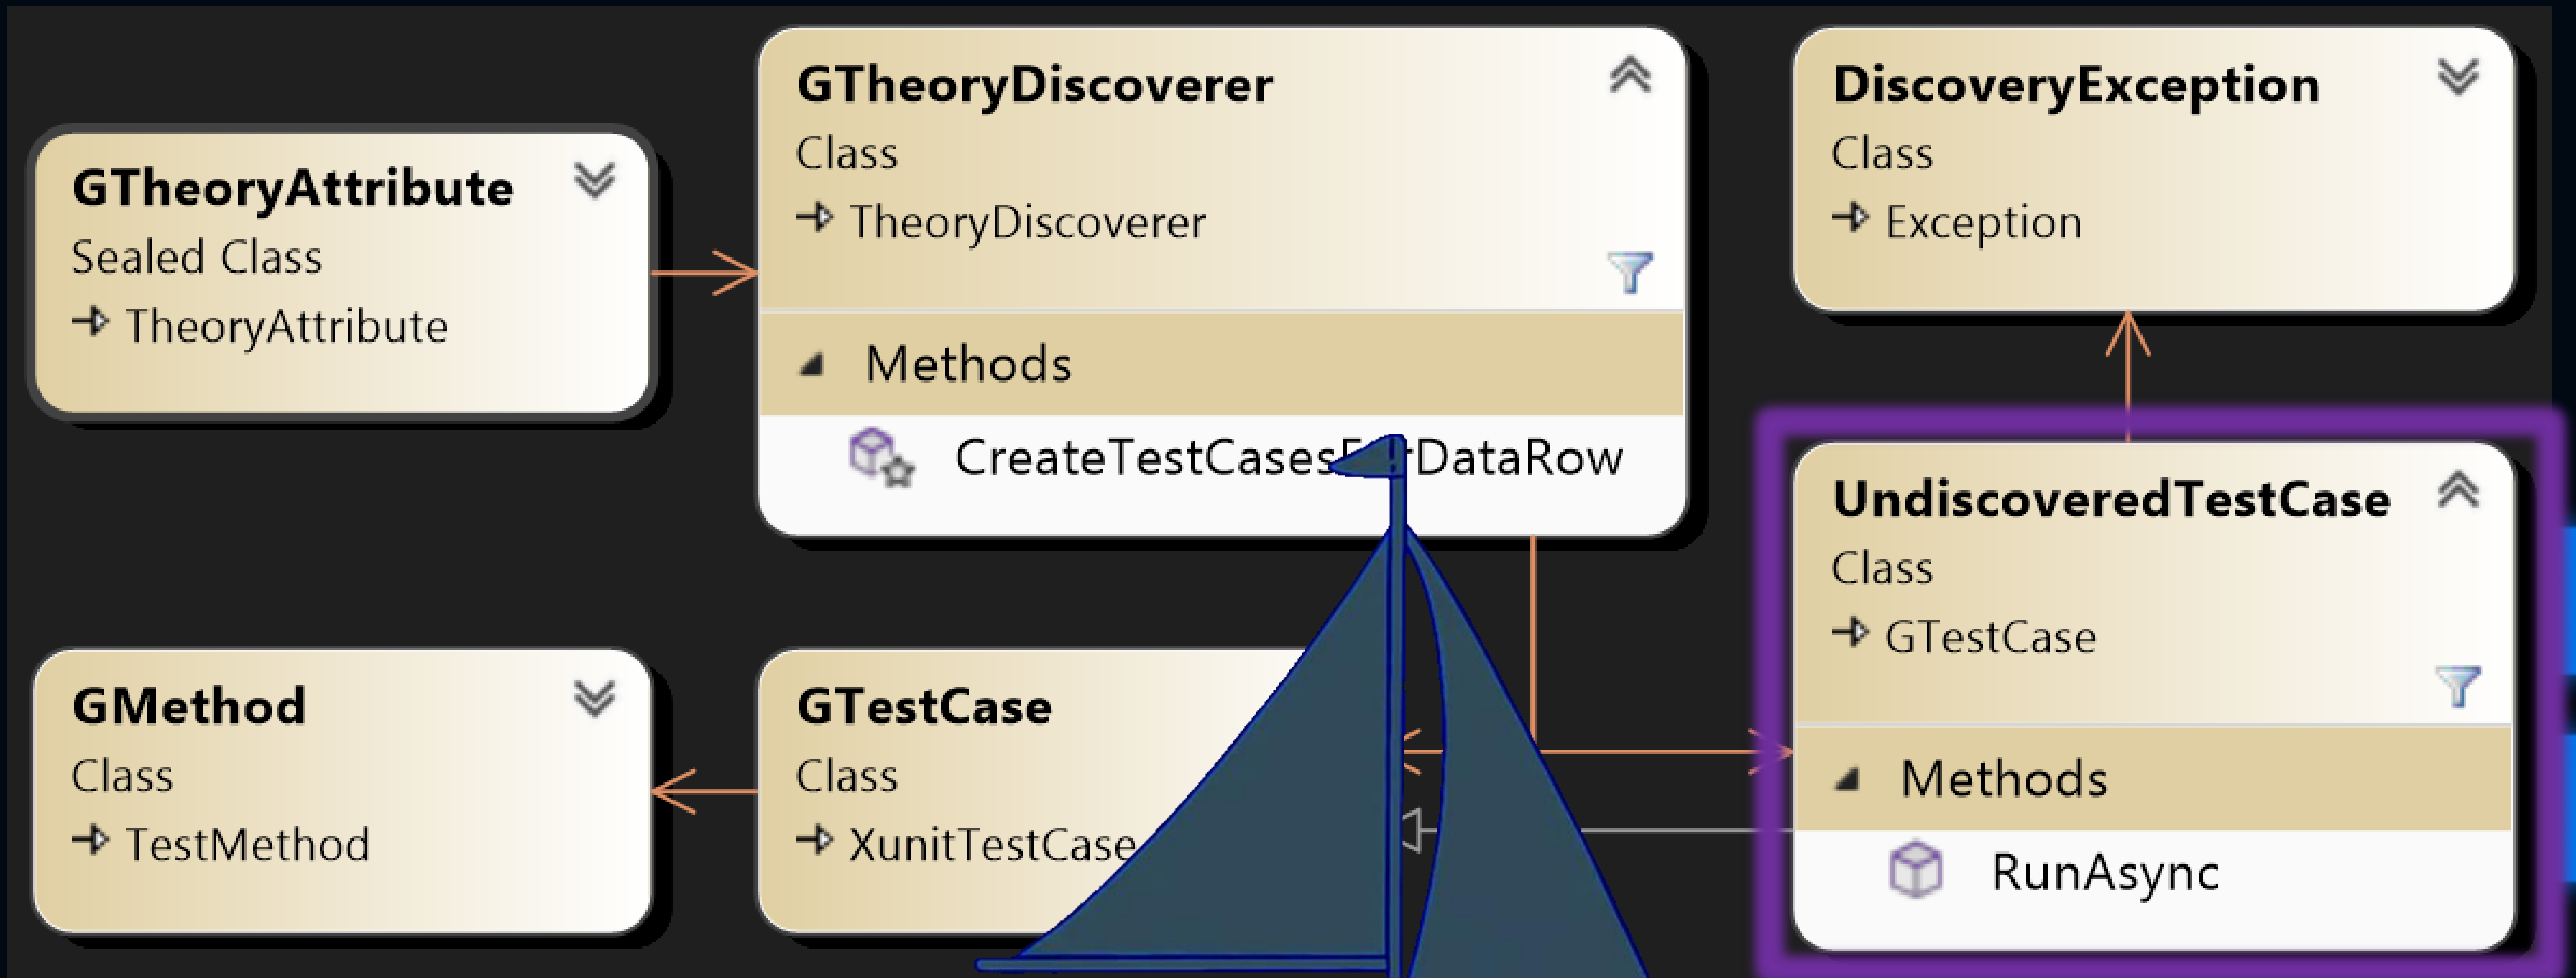 GTheoryAttribute
Sealed Class
TheoryAttribute
GTheoryDiscoverer
Class
TheoryDiscoverer
Methods
CreateTestCasesForDataRow
DiscoveryException
Class
Exception
GMethod
Class
TestMethod
GTestCase
Class
XunitTestCase
UndiscoveredTestCase
Class
GTestCase
Methods
RunAsync